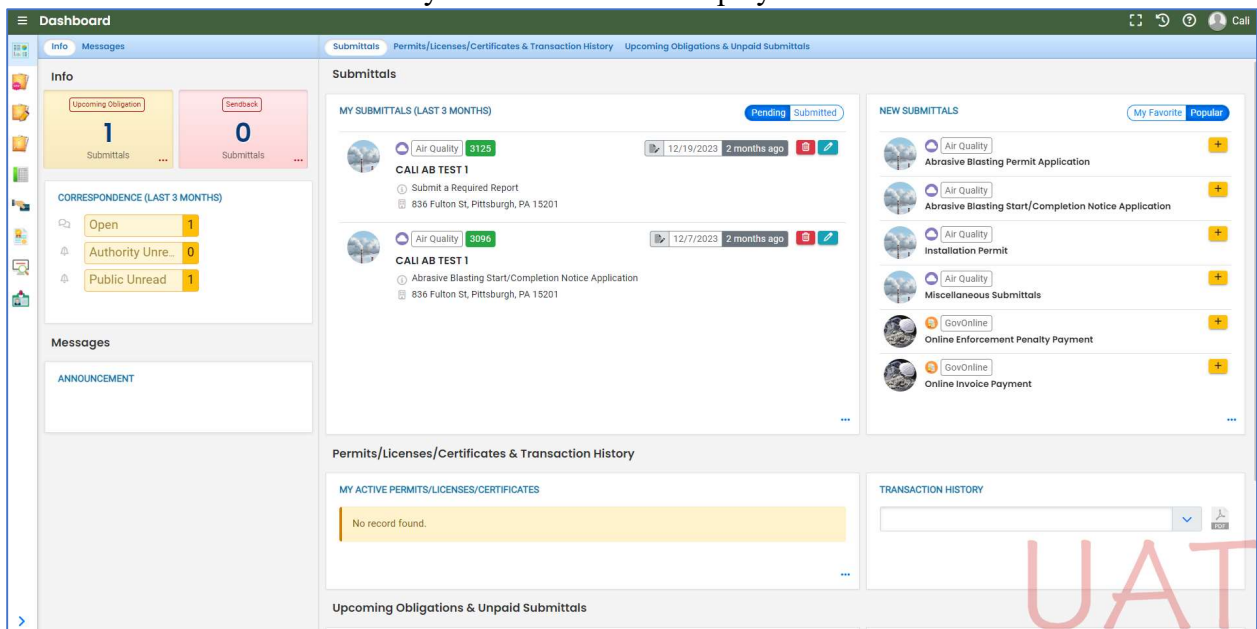 Dashboard
Cali
Info Messages
Submittals Permits/Licenses/Certificates & Transaction History Upcoming Obligations & Unpaid Submittals
Info
Upcoming Obligation
1
Submittals
...
Sendback
0
Submittals
...
CORRESPONDENCE (LAST 3 MONTHS)
Open 1
Authority Unre... 0
Public Unread 1
Messages
ANNOUNCEMENT
Submittals
MY SUBMITTALS (LAST 3 MONTHS) Pending Submitted
Air Quality 3125 12/19/2023 2 months ago
CALI AB TEST 1
Submit a Required Report
836 Fulton St, Pittsburgh, PA 15201
Air Quality 3096 12/7/2023 2 months ago
CALI AB TEST 1
Abrasive Blasting Start/Completion Notice Application
836 Fulton St, Pittsburgh, PA 15201
...
NEW SUBMITTALS My Favorite Popular
Air Quality +
Abrasive Blasting Permit Application
Air Quality +
Abrasive Blasting Start/Completion Notice Application
Air Quality +
Installation Permit
Air Quality +
Miscellaneous Submittals
GovOnline +
Online Enforcement Penalty Payment
GovOnline +
Online Invoice Payment
...
Permits/Licenses/Certificates & Transaction History
MY ACTIVE PERMITS/LICENSES/CERTIFICATES
No record found.
...
TRANSACTION HISTORY
PDF
UAT
Upcoming Obligations & Unpaid Submittals